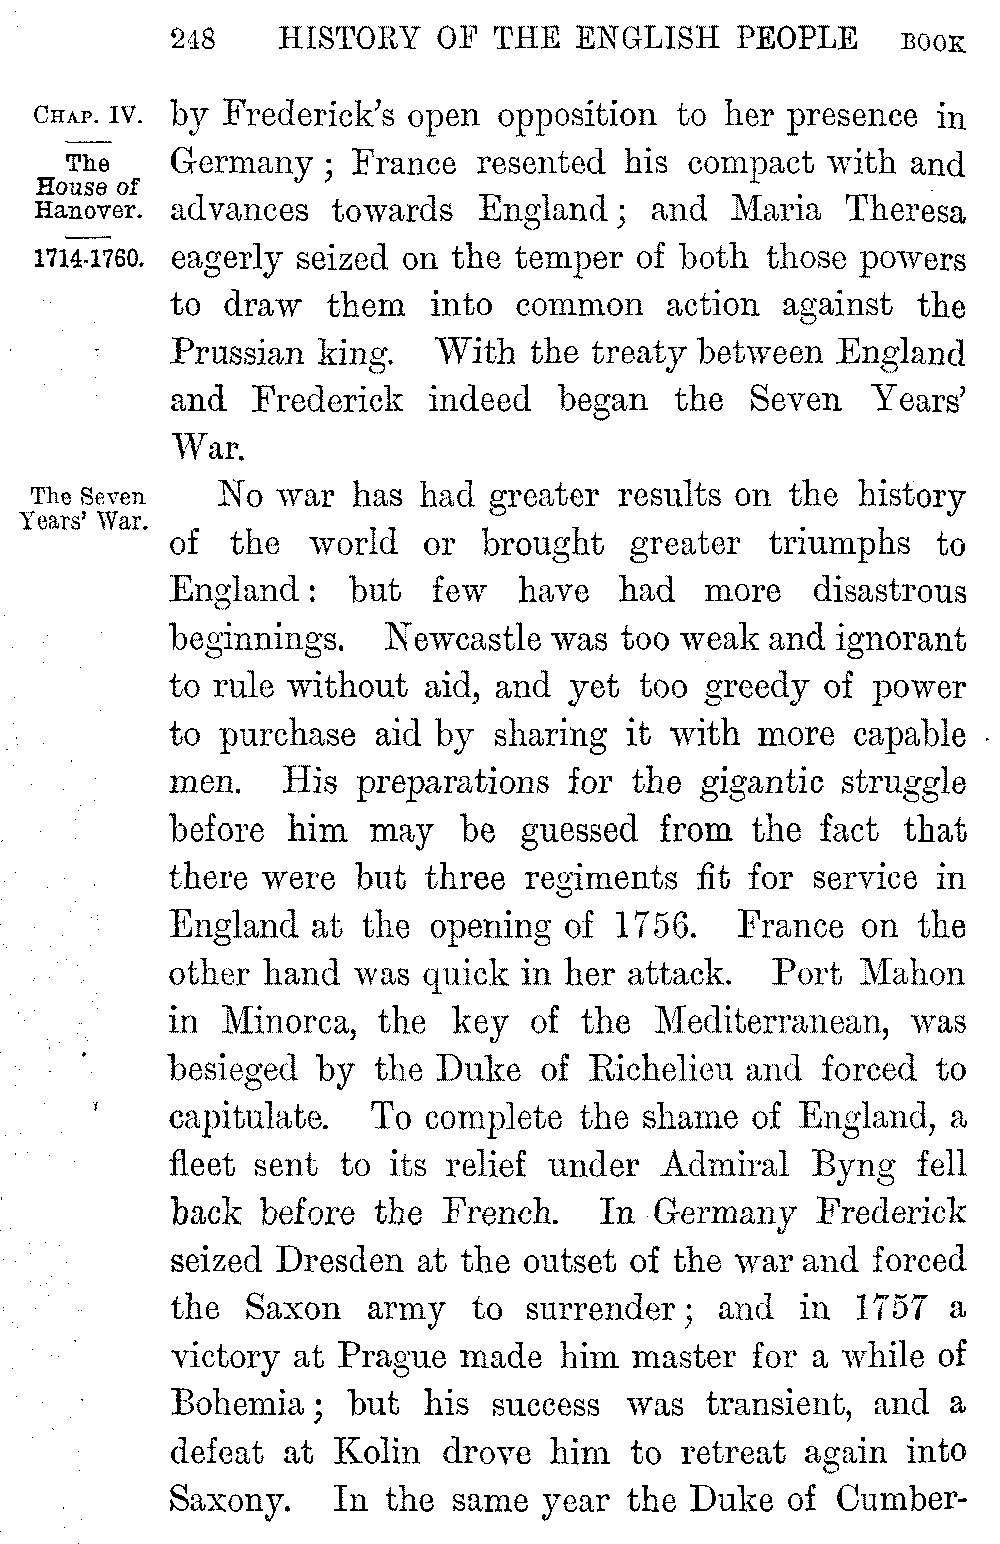 248 HISTORY OF THE ENGLISH PEOPLE BOOK
CHAP. IV.
The
House of
Hanover.
1714-1760.
by Frederick's open opposition to her presence in
Germany ; France resented his compact with and
advances towards England ; and Maria Theresa
eagerly seized on the temper of both those powers
to draw them into common action against the
Prussian king. With the treaty between England
and Frederick indeed began the Seven Years'
War.
The Seven
Years' War.
No war has had greater results on the history
of the world or brought greater triumphs to
England : but few have had more disastrous
beginnings. Newcastle was too weak and ignorant
to rule without aid, and yet too greedy of power
to purchase aid by sharing it with more capable
men. His preparations for the gigantic struggle
before him may be guessed from the fact that
there were but three regiments fit for service in
England at the opening of 1756. France on the
other hand was quick in her attack. Port Mahon
in Minorca, the key of the Mediterranean, was
besieged by the Duke of Richelieu and forced to
capitulate. To complete the shame of England, a
fleet sent to its relief under Admiral Byng fell
back before the French. In Germany Frederick
seized Dresden at the outset of the war and forced
the Saxon army to surrender ; and in 1757 a
victory at Prague made him master for a while of
Bohemia ; but his success was transient, and a
defeat at Kolin drove him to retreat again into
Saxony. In the same year the Duke of Cumber-